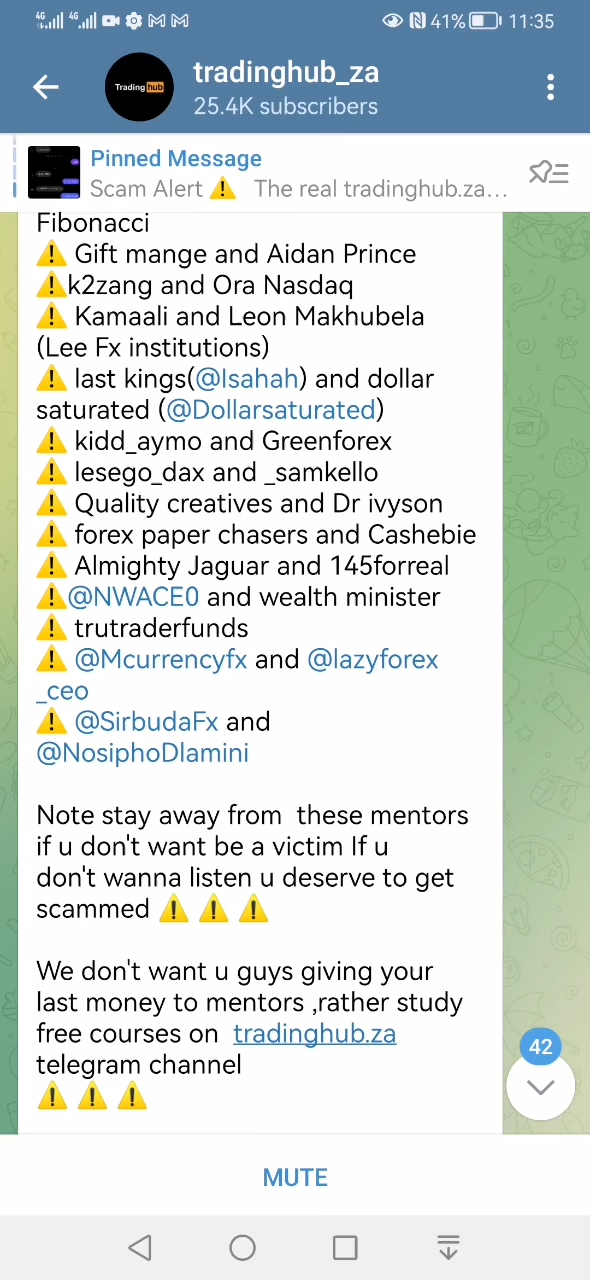 4G 4G 41% 11:35
Trading hub
tradinghub_za
25.4K subscribers
Pinned Message
Scam Alert ⚠️ The real tradinghub.za...
Fibonacci
⚠️ Gift mange and Aidan Prince
⚠️k2zang and Ora Nasdaq
⚠️ Kamaali and Leon Makhubela
(Lee Fx institutions)
⚠️ last kings(@Isahah) and dollar
saturated (@Dollarsaturated)
⚠️ kidd_aymo and Greenforex
⚠️ lesego_dax and _samkello
⚠️ Quality creatives and Dr ivyson
⚠️ forex paper chasers and Cashebie
⚠️ Almighty Jaguar and 145forreal
⚠️@NWACE0 and wealth minister
⚠️ trutraderfunds
⚠️ @Mcurrencyfx and @lazyforex
_ceo
⚠️ @SirbudaFx and
@NosiphoDlamini
Note stay away from  these mentors
if u don't want be a victim If u
don't wanna listen u deserve to get
scammed ⚠️ ⚠️ ⚠️
We don't want u guys giving your
last money to mentors ,rather study
free courses on  tradinghub.za
telegram channel
⚠️ ⚠️ ⚠️
42
MUTE